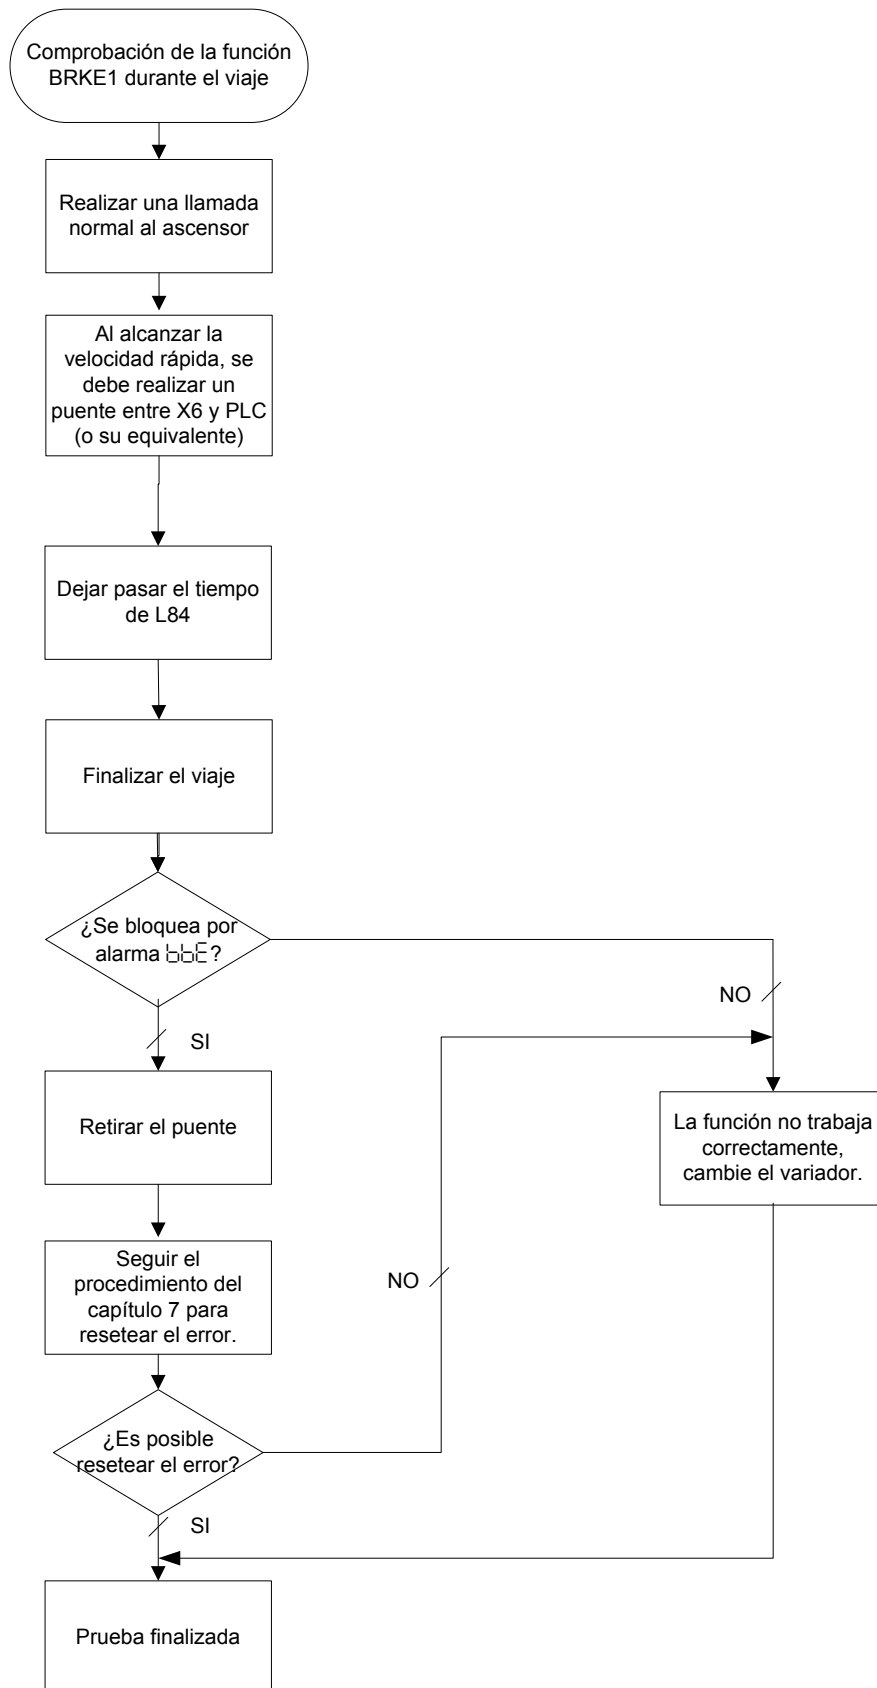 Comprobación de la función
BRKE1 durante el viaje
Realizar una llamada
normal al ascensor
Al alcanzar la
velocidad rápida, se
debe realizar un
puente entre X6 y PLC
(o su equivalente)
Dejar pasar el tiempo
de L84
Finalizar el viaje
¿Se bloquea por
alarma bbE?
NO
SI
Retirar el puente
La función no trabaja
correctamente,
cambie el variador.
Seguir el
procedimiento del
capítulo 7 para
resetear el error.
NO
¿Es posible
resetear el error?
SI
Prueba finalizada